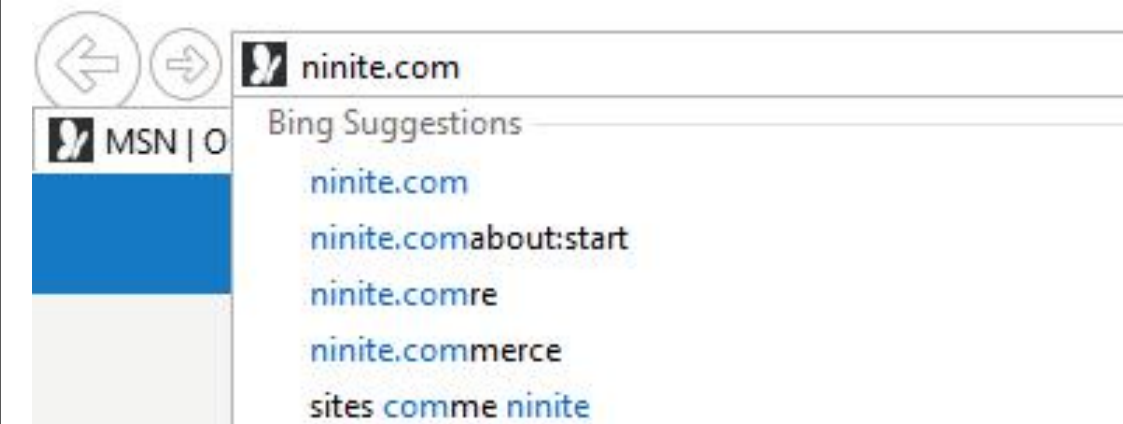 ninite.com
MSN | O
Bing Suggestions
ninite.com
ninite.comabout:start
ninite.comre
ninite.commerce
sites comme ninite